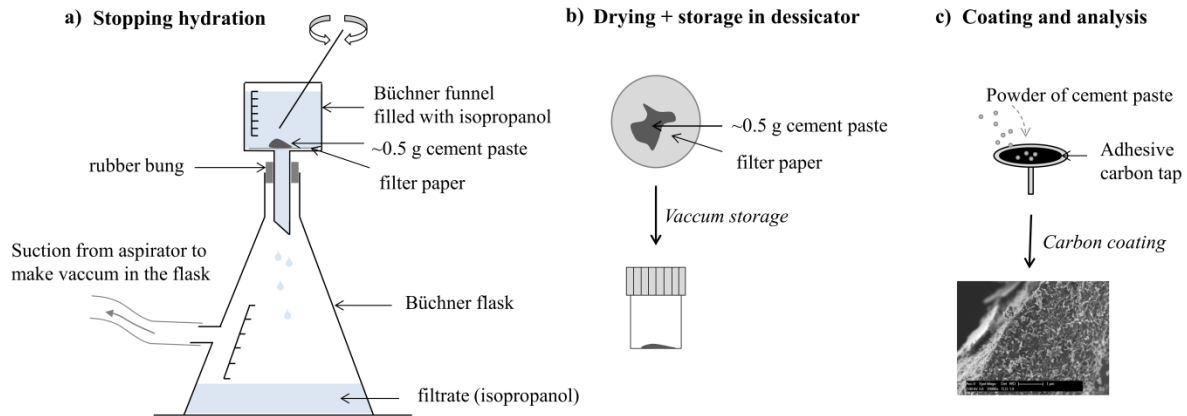 a) Stopping hydration
Büchner funnel
filled with isopropanol
~0.5 g cement paste
filter paper
rubber bung
Suction from aspirator to
make vaccum in the flask
Büchner flask
filtrate (isopropanol)
b) Drying + storage in dessicator
~0.5 g cement paste
filter paper
Vaccum storage
c) Coating and analysis
Powder of cement paste
Adhesive
carbon tap
Carbon coating